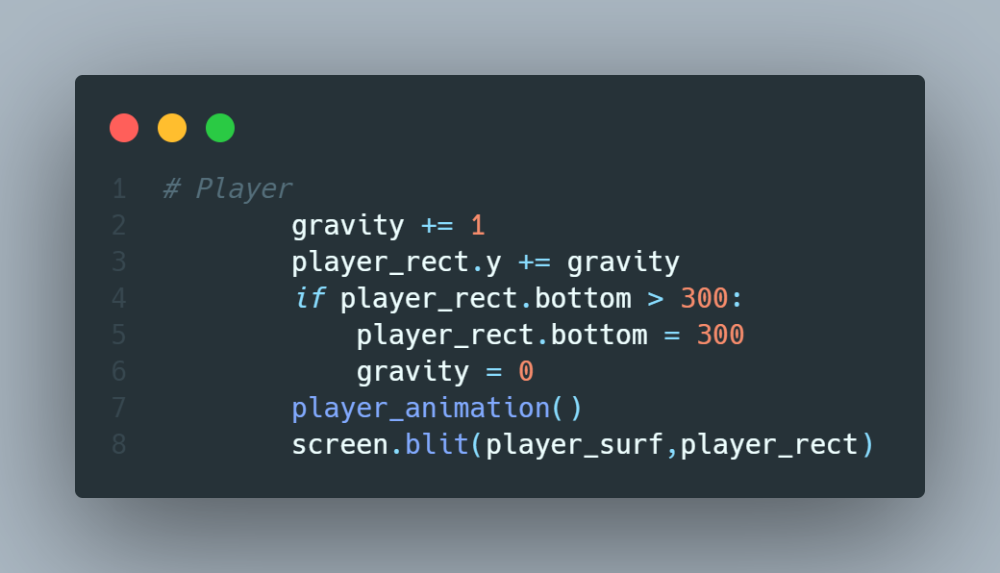 1 # Player
2         gravity += 1
3         player_rect.y += gravity
4         if player_rect.bottom > 300:
5             player_rect.bottom = 300
6             gravity = 0
7         player_animation()
8         screen.blit(player_surf,player_rect)